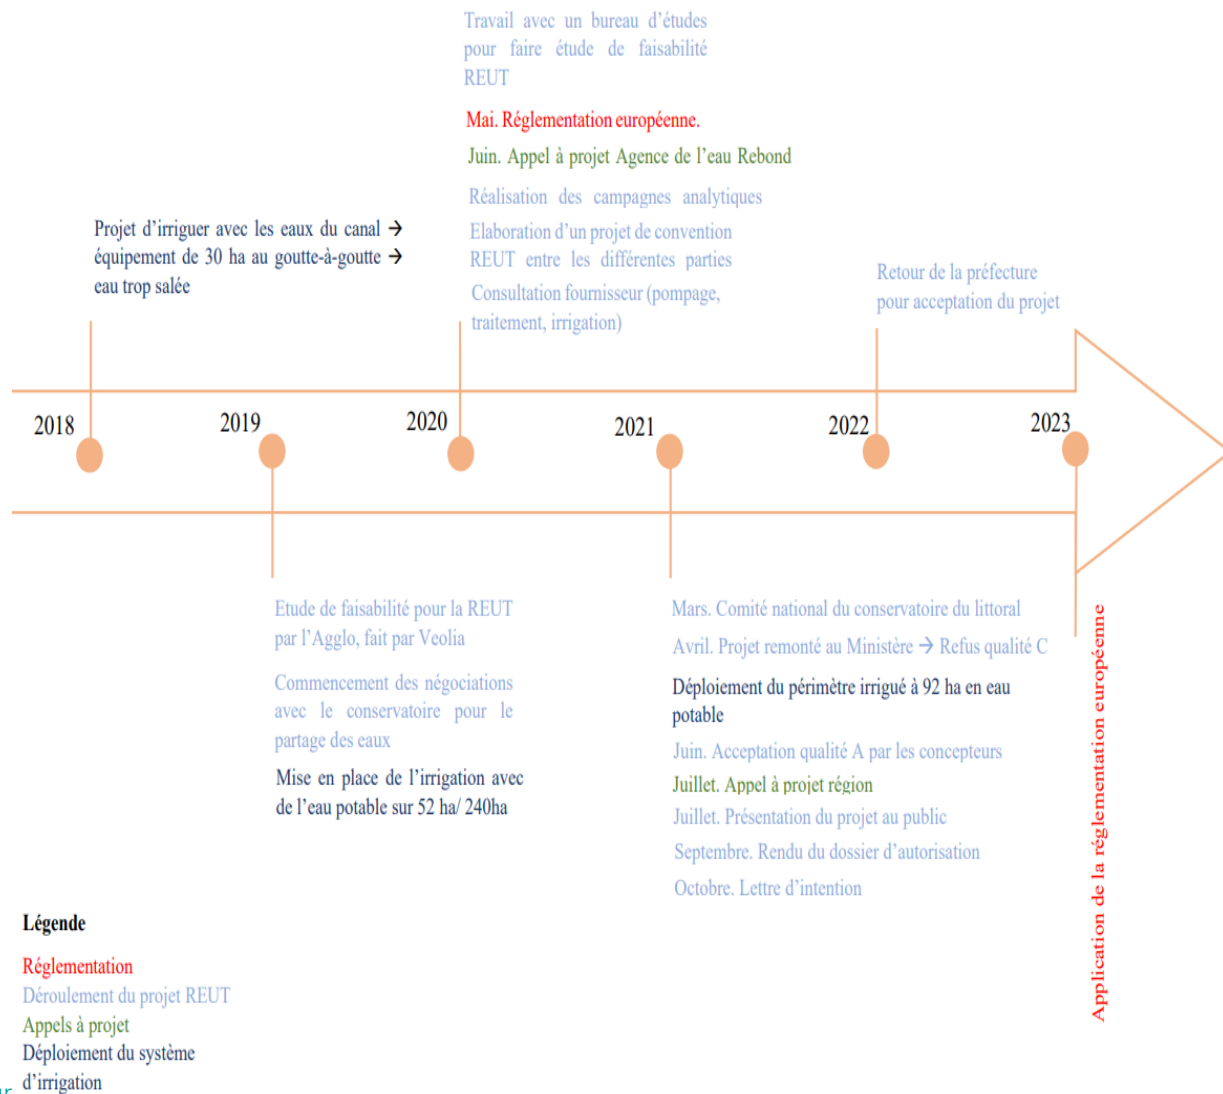 Travail avec un bureau d'études
pour faire étude de faisabilité
REUT
Mai. Réglementation européenne.
Juin. Appel à projet Agence de l'eau Rebond
Réalisation des campagnes analytiques
Elaboration d'un projet de convention
REUT entre les différentes parties
Consultation fournisseur (pompage,
traitement, irrigation)
Projet d'irriguer avec les eaux du canal →
équipement de 30 ha au goutte-à-goutte →
eau trop salée
Retour de la préfecture
pour acceptation du projet
2018
2019
2020
2021
2022
2023
Etude de faisabilité pour la REUT
par l'Agglo, fait par Veolia
Commencement des négociations
avec le conservatoire pour le
partage des eaux
Mise en place de l'irrigation avec
de l'eau potable sur 52 ha/ 240ha
Mars. Comité national du conservatoire du littoral
Avril. Projet remonté au Ministère → Refus qualité C
Déploiement du périmètre irrigué à 92 ha en eau
potable
Juin. Acceptation qualité A par les concepteurs
Juillet. Appel à projet région
Juillet. Présentation du projet au public
Septembre. Rendu du dossier d'autorisation
Octobre. Lettre d'intention
Application de la réglementation européenne
Légende
Réglementation
Déroulement du projet REUT
Appels à projet
Déploiement du système
d'irrigation